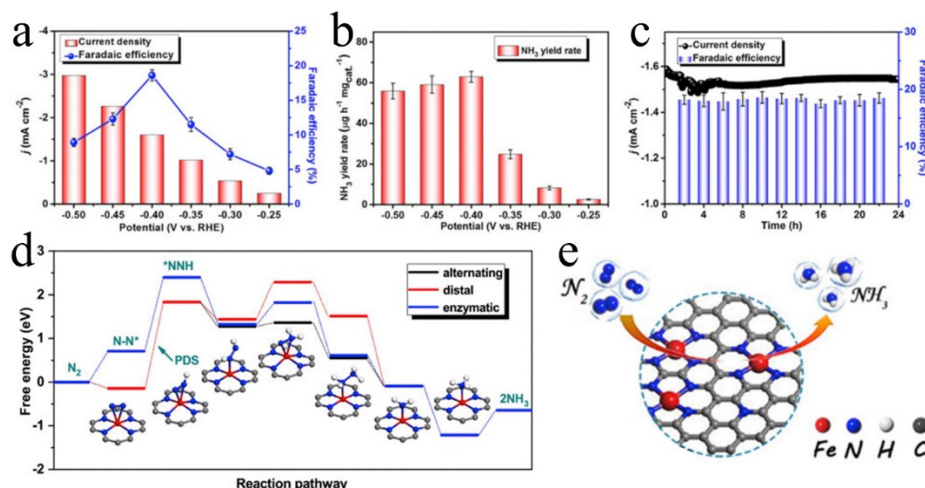 a
Current density
Faradaic efficiency
j (mA cm⁻²)
-4
-3
-2
-1
0
Faradaic efficiency (%)
25
20
15
10
5
0
-0.50 -0.45 -0.40 -0.35 -0.30 -0.25
Potential (V vs. RHE)
b
NH₃ yield rate
NH₃ yield rate (μg h⁻¹ mg_cat.⁻¹)
80
60
40
20
0
-0.50 -0.45 -0.40 -0.35 -0.30 -0.25
Potential (V vs. RHE)
c
Current density
Faradaic efficiency
j (mA cm⁻²)
-1.6
-1.4
-1.2
-1.0
Faradaic efficiency (%)
30
20
10
0
0 4 8 12 16 20 24
Time (h)
d
Free energy (eV)
3
2
1
0
-1
-2
*NNH
N-N*
N₂
PDS
2NH₃
alternating
distal
enzymatic
Reaction pathway
e
N₂
NH₃
Fe N H C